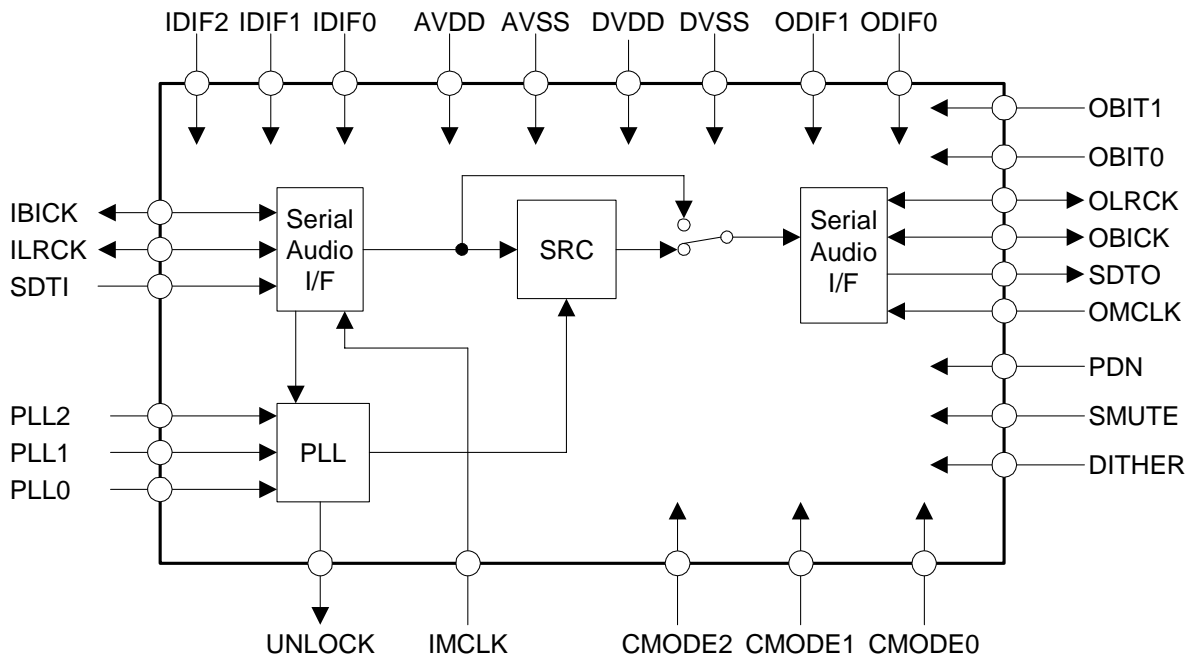 IDIF2 IDIF1 IDIF0 AVDD AVSS DVDD DVSS ODIF1 ODIF0
OBIT1
OBIT0
IBICK
ILRCK
SDTI
Serial
Audio
I/F
SRC
Serial
Audio
I/F
OLRCK
OBICK
SDTO
OMCLK
PLL2
PLL1
PLL0
PLL
PDN
SMUTE
DITHER
UNLOCK IMCLK CMODE2 CMODE1 CMODE0